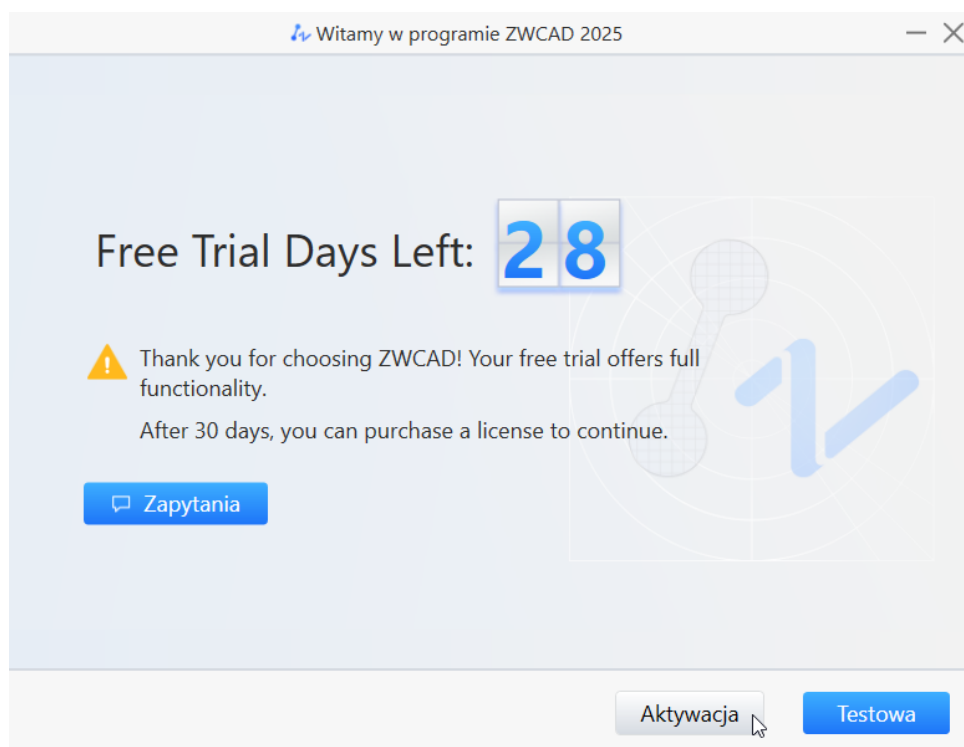 Witamy w programie ZWCAD 2025
Free Trial Days Left: 28
Thank you for choosing ZWCAD! Your free trial offers full
functionality.
After 30 days, you can purchase a license to continue.
Zapytania
Aktywacja
Testowa